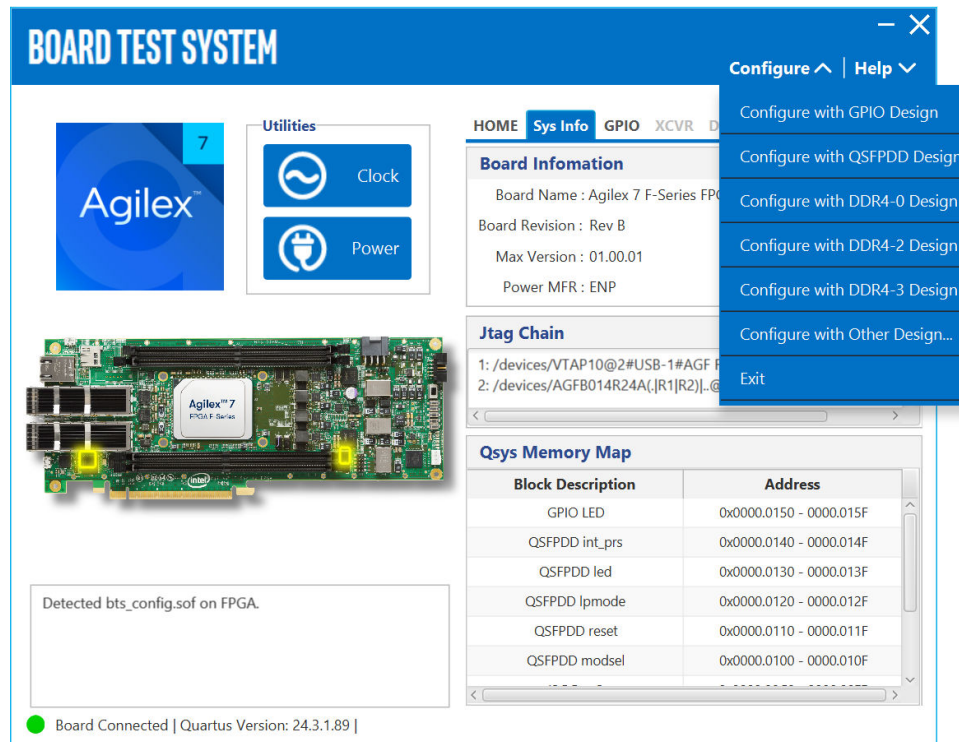 BOARD TEST SYSTEM
Configure | Help
Configure with GPIO Design
Configure with QSFPDD Design
Configure with DDR4-0 Design
Configure with DDR4-2 Design
Configure with DDR4-3 Design
Configure with Other Design...
Exit
7
Agilex™
Utilities
Clock
Power
HOME Sys Info GPIO XCVR D
Board Infomation
Board Name : Agilex 7 F-Series
Board Revision : Rev B
Max Version : 01.00.01
Power MFR : ENP
Jtag Chain
1: /devices/VTAP10@2#USB-1#AGF
2: /devices/AGFB014R24A(.|R1|R2)|..@
Agilex™ 7
FPGA F-Series
intel
Qsys Memory Map
Block Description Address
GPIO LED 0x0000.0150 - 0000.015F
QSFPDD int_prs 0x0000.0140 - 0000.014F
QSFPDD led 0x0000.0130 - 0000.013F
QSFPDD lpmode 0x0000.0120 - 0000.012F
QSFPDD reset 0x0000.0110 - 0000.011F
QSFPDD modsel 0x0000.0100 - 0000.010F
Detected bts_config.sof on FPGA.
Board Connected | Quartus Version: 24.3.1.89 |